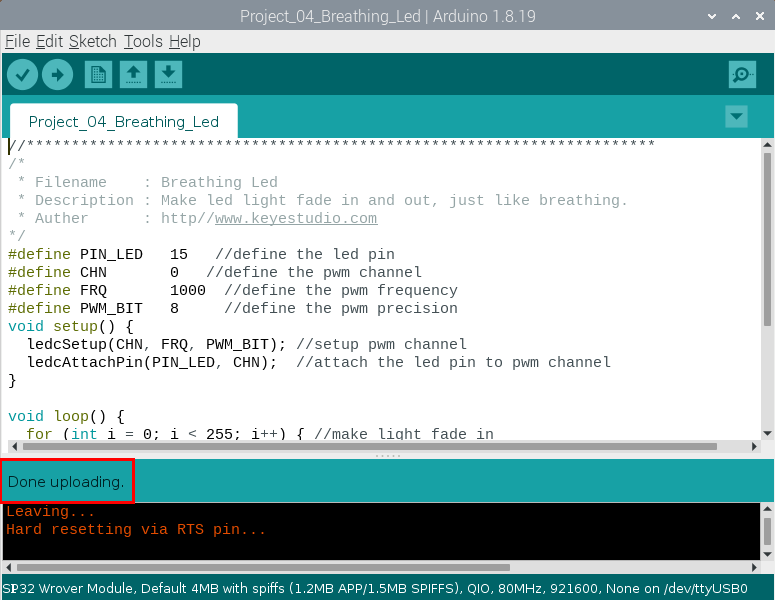 Project_04_Breathing_Led | Arduino 1.8.19
File Edit Sketch Tools Help
Project_04_Breathing_Led
//**********************************************************************
/*
 * Filename    : Breathing Led
 * Description : Make led light fade in and out, just like breathing.
 * Auther      : http//www.keyestudio.com
*/
#define PIN_LED   15   //define the led pin
#define CHN       0   //define the pwm channel
#define FRQ       1000  //define the pwm frequency
#define PWM_BIT   8     //define the pwm precision
void setup() {
  ledcSetup(CHN, FRQ, PWM_BIT); //setup pwm channel
  ledcAttachPin(PIN_LED, CHN);  //attach the led pin to pwm channel
}
void loop() {
  for (int i = 0; i < 255; i++) { //make light fade in
Done uploading.
Leaving...
Hard resetting via RTS pin...
SP32 Wrover Module, Default 4MB with spiffs (1.2MB APP/1.5MB SPIFFS), QIO, 80MHz, 921600, None on /dev/ttyUSB0